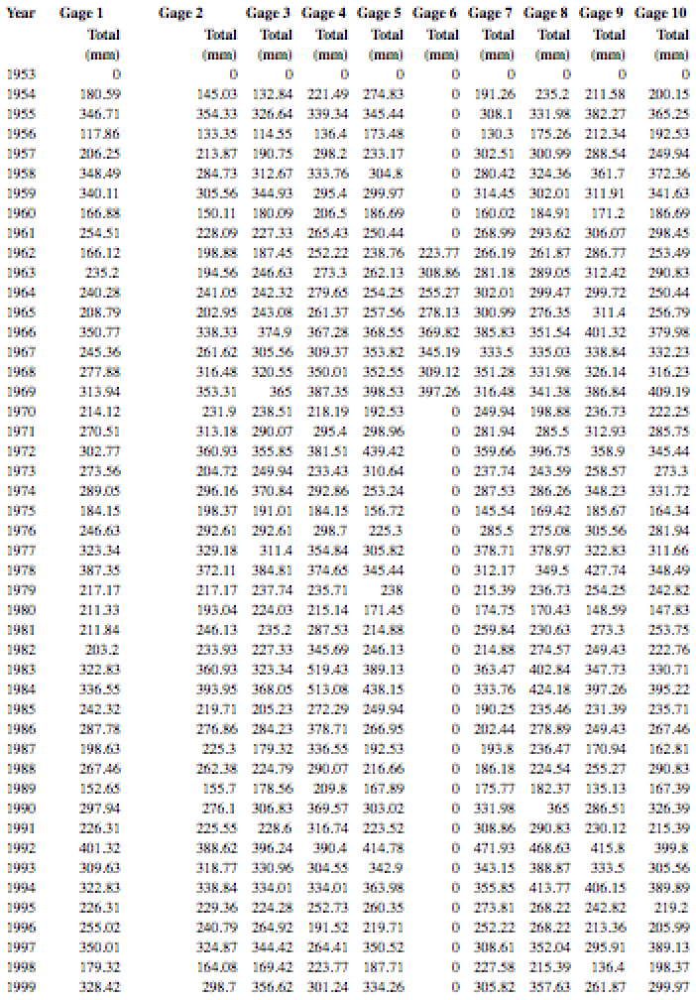 Year Gage 1 Gage 2 Gage 3 Gage 4 Gage 5 Gage 6 Gage 7 Gage 8 Gage 9 Gage 10
Total Total Total Total Total Total Total Total Total Total
(mm) (mm) (mm) (mm) (mm) (mm) (mm) (mm) (mm) (mm)
1953 0 0 0 0 0 0 0 0 0 0
1954 180.59 145.03 132.84 221.49 274.83 0 191.26 235.2 211.58 200.15
1955 346.71 354.33 326.64 339.34 345.44 0 308.1 331.98 382.27 365.25
1956 117.86 133.35 114.55 136.4 173.48 0 130.3 175.26 212.34 192.53
1957 206.25 213.87 190.75 298.2 233.17 0 302.51 300.99 288.54 249.94
1958 348.49 284.73 312.67 333.76 304.8 0 280.42 324.36 361.7 372.36
1959 340.11 305.56 344.93 295.4 299.97 0 314.45 302.01 311.91 341.63
1960 166.88 150.11 180.09 206.5 186.69 0 160.02 184.91 171.2 186.69
1961 254.51 228.09 227.33 265.43 250.44 0 268.99 293.62 306.07 298.45
1962 166.12 198.88 187.45 252.22 238.76 223.77 266.19 261.87 286.77 253.49
1963 235.2 194.56 246.63 273.3 262.13 308.86 281.18 289.05 312.42 290.83
1964 240.28 241.05 242.32 279.65 254.25 255.27 302.01 299.47 299.72 250.44
1965 208.79 202.95 243.08 261.37 257.56 278.13 300.99 276.35 311.4 256.79
1966 350.77 338.33 374.9 367.28 368.55 369.82 385.83 351.54 401.32 379.98
1967 245.36 261.62 305.56 309.37 353.82 345.19 333.5 335.03 338.84 332.23
1968 277.88 316.48 320.55 350.01 352.55 309.12 351.28 331.98 326.14 316.23
1969 313.94 353.31 365 387.35 398.53 397.26 316.48 341.38 386.84 409.19
1970 214.12 231.9 238.51 218.19 192.53 0 249.94 198.88 236.73 222.25
1971 270.51 313.18 290.07 295.4 298.96 0 281.94 285.5 312.93 285.75
1972 302.77 360.93 355.85 381.51 439.42 0 359.66 396.75 358.9 345.44
1973 273.56 204.72 249.94 233.43 310.64 0 237.74 243.59 258.57 273.3
1974 289.05 296.16 370.84 292.86 253.24 0 287.53 286.26 348.23 331.72
1975 184.15 198.37 191.01 184.15 156.72 0 145.54 169.42 185.67 164.34
1976 246.63 292.61 292.61 298.7 225.3 0 285.5 275.08 305.56 281.94
1977 323.34 329.18 311.4 354.84 305.82 0 378.71 378.97 322.83 311.66
1978 387.35 372.11 384.81 374.65 345.44 0 312.17 349.5 427.74 348.49
1979 217.17 217.17 237.74 235.71 238 0 215.39 236.73 254.25 242.82
1980 211.33 193.04 224.03 215.14 171.45 0 174.75 170.43 148.59 147.83
1981 211.84 246.13 235.2 287.53 214.88 0 259.84 230.63 273.3 253.75
1982 203.2 233.93 227.33 345.69 246.13 0 214.88 274.57 249.43 222.76
1983 322.83 360.93 323.34 519.43 389.13 0 363.47 402.84 347.73 330.71
1984 336.55 393.95 368.05 513.08 438.15 0 333.76 424.18 397.26 395.22
1985 242.32 219.71 205.23 272.29 249.94 0 190.25 235.46 231.39 235.71
1986 287.78 276.86 284.23 378.71 266.95 0 202.44 278.89 249.43 267.46
1987 198.63 225.3 179.32 336.55 192.53 0 193.8 236.47 170.94 162.81
1988 267.46 262.38 224.79 290.07 216.66 0 186.18 224.54 255.27 290.83
1989 152.65 155.7 178.56 209.8 167.89 0 175.77 182.37 135.13 167.39
1990 297.94 276.1 306.83 369.57 303.02 0 331.98 365 286.51 326.39
1991 226.31 225.55 228.6 316.74 223.52 0 308.86 290.83 230.12 215.39
1992 401.32 388.62 396.24 390.4 414.78 0 471.93 468.63 415.8 399.8
1993 309.63 318.77 330.96 304.55 342.9 0 343.15 388.87 333.5 305.56
1994 322.83 338.84 334.01 334.01 363.98 0 355.85 413.77 406.15 389.89
1995 226.31 229.36 224.28 252.73 260.35 0 273.81 268.22 242.82 219.2
1996 255.02 240.79 264.92 191.52 219.71 0 252.22 268.22 213.36 205.99
1997 350.01 324.87 344.42 264.41 350.52 0 308.61 352.04 295.91 389.13
1998 179.32 164.08 169.42 223.77 187.71 0 227.58 215.39 136.4 198.37
1999 328.42 298.7 356.62 301.24 334.26 0 305.82 357.63 261.87 299.97